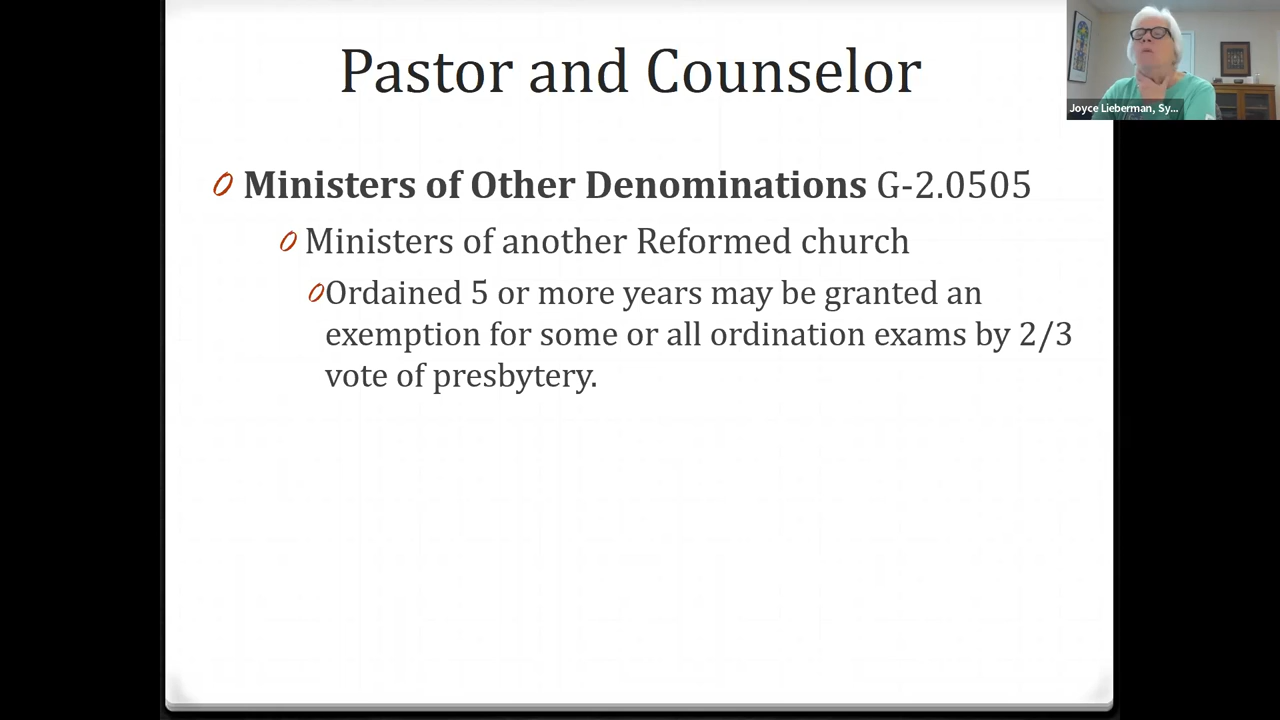 Pastor and Counselor
Joyce Lieberman, Sy...
Ministers of Other Denominations G-2.0505
Ministers of another Reformed church
Ordained 5 or more years may be granted an
exemption for some or all ordination exams by 2/3
vote of presbytery.